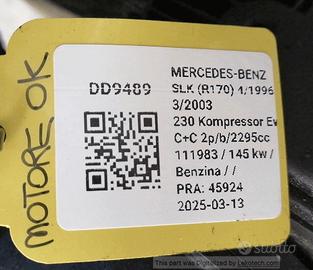 MOTORE OK
DD9489
MERCEDES-BENZ
SLK (R170) 4/1996
3/2003
230 Kompressor Ev
C+C 2p/b/2295cc
111983 / 145 kw /
Benzina / /
PRA: 45924
2025-03-13
This part was Digitalized by Lekotech.com
subito